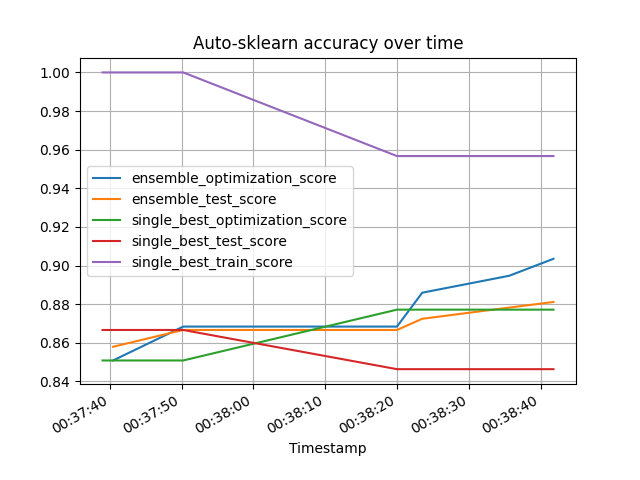 Auto-sklearn accuracy over time
1.00
0.98
0.96
0.94
0.92
0.90
0.88
0.86
0.84
ensemble_optimization_score
ensemble_test_score
single_best_optimization_score
single_best_test_score
single_best_train_score
00:37:40
00:37:50
00:38:00
00:38:10
00:38:20
00:38:30
00:38:40
Timestamp